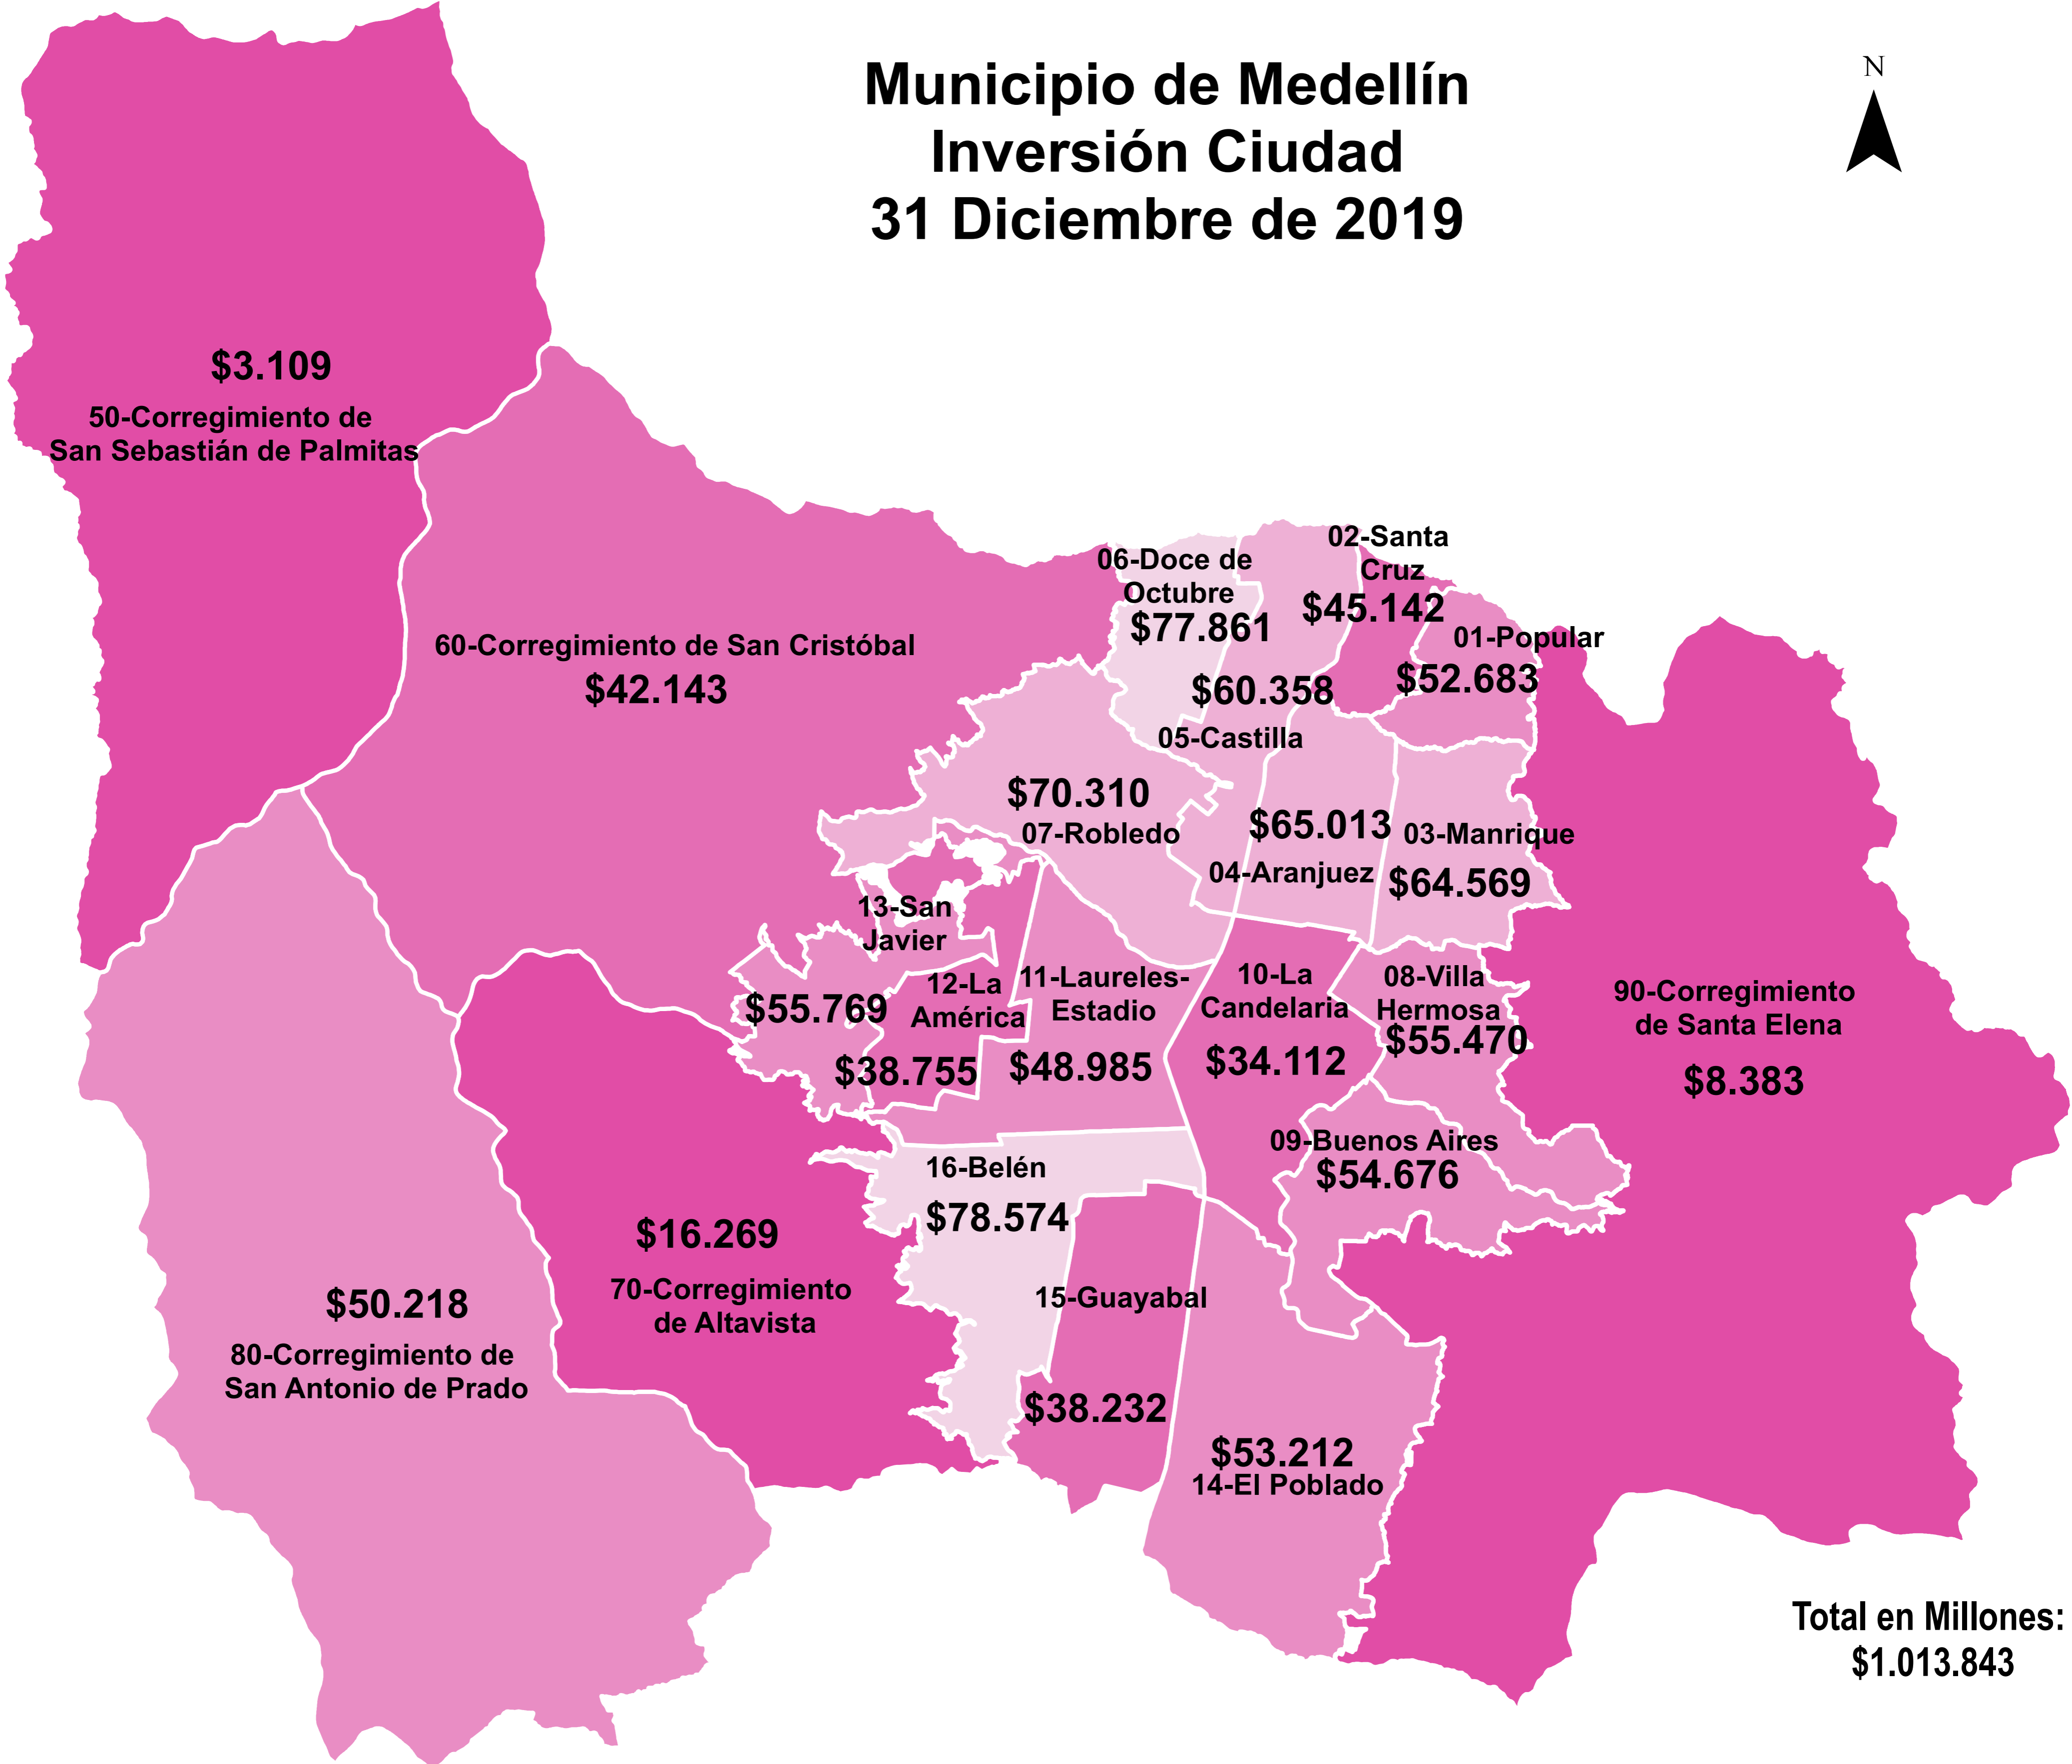 Municipio de Medellín
Inversión Ciudad
31 Diciembre de 2019
N
$3.109
50-Corregimiento de
San Sebastián de Palmitas
60-Corregimiento de San Cristóbal
$42.143
06-Doce de
Octubre
$77.861
02-Santa
Cruz
$45.142
01-Popular
$52.683
$60.358
05-Castilla
$70.310
07-Robledo
$65.013
04-Aranjuez
03-Manrique
$64.569
13-San
Javier
$55.769
12-La
América
$38.755
11-Laureles-
Estadio
$48.985
10-La
Candelaria
$34.112
08-Villa
Hermosa
$55.470
90-Corregimiento
de Santa Elena
$8.383
09-Buenos Aires
$54.676
16-Belén
$78.574
$16.269
70-Corregimiento
de Altavista
$50.218
80-Corregimiento de
San Antonio de Prado
15-Guayabal
$38.232
$53.212
14-El Poblado
Total en Millones:
$1.013.843